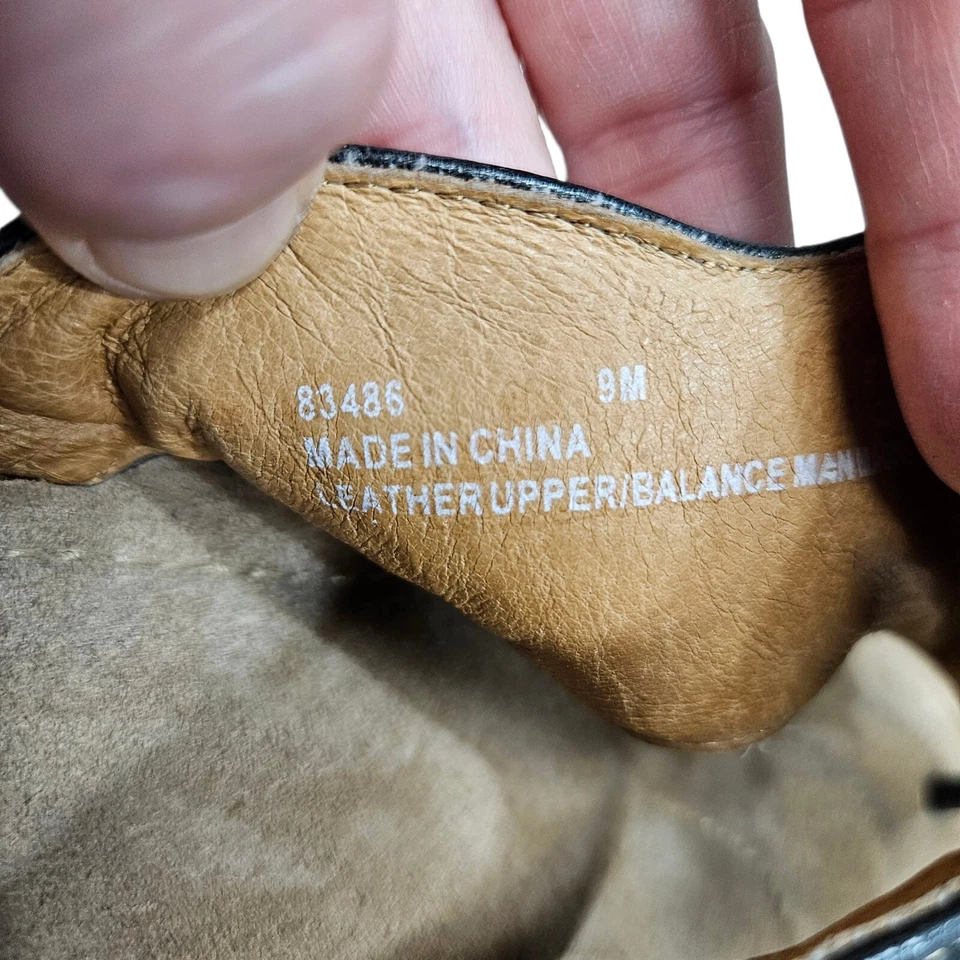 83486 9M
MADE IN CHINA
LEATHER UPPER/BALANCE